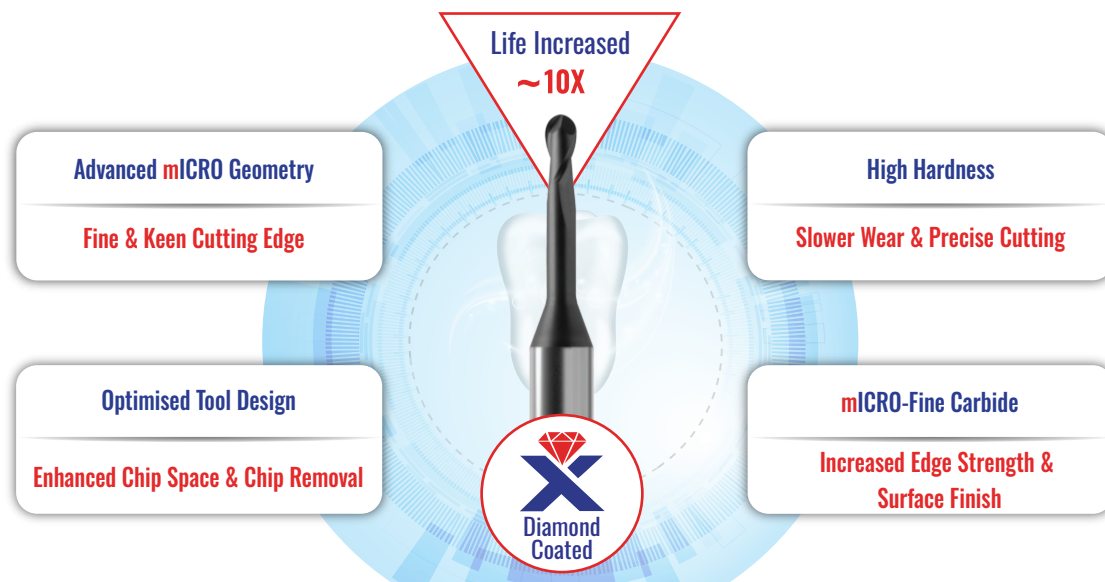 Life Increased
~10X
Advanced mICRO Geometry
Fine & Keen Cutting Edge
High Hardness
Slower Wear & Precise Cutting
Optimised Tool Design
Enhanced Chip Space & Chip Removal
mICRO-Fine Carbide
Increased Edge Strength &
Surface Finish
X
Diamond
Coated